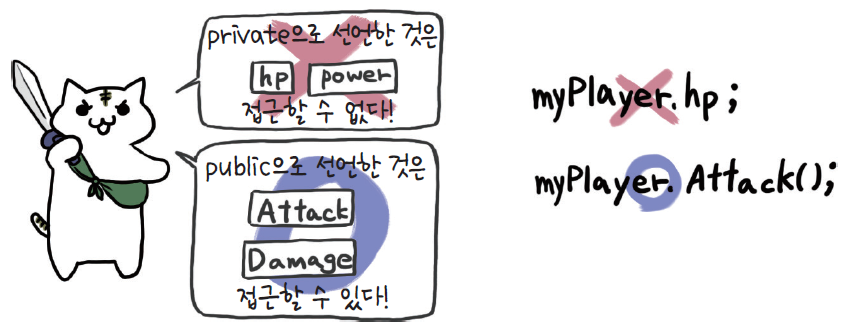 private으로 선언한 것은
hp power
접근할 수 없다!
public으로 선언한 것은
Attack
Damage
접근할 수 있다!
myPlayer.hp;
myPlayer.Attack();